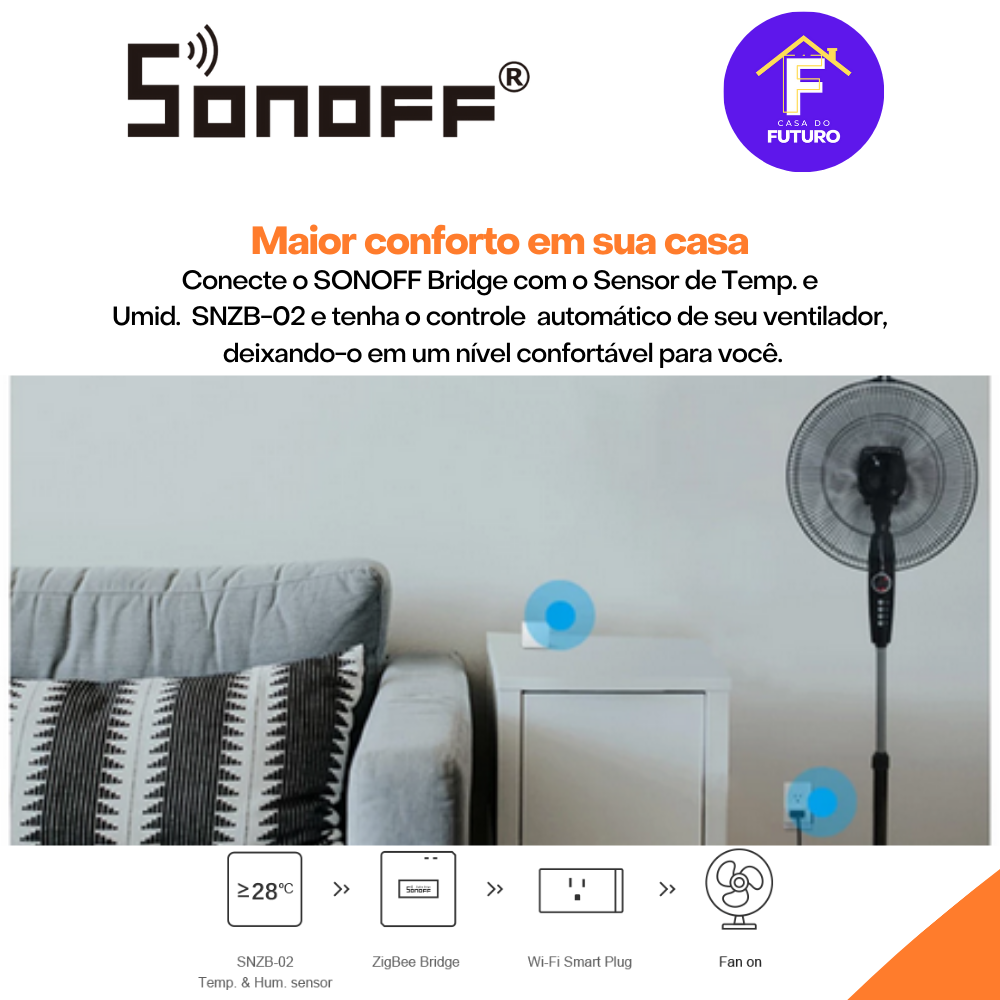 SONOFF®
F
CASA DO
FUTURO
Maior conforto em sua casa
Conecte o SONOFF Bridge com o Sensor de Temp. e
Umid. SNZB-02 e tenha o controle automático de seu ventilador,
deixando-o em um nível confortável para você.
≥28°C
SONOFF
SNZB-02
Temp. & Hum. sensor
ZigBee Bridge
Wi-Fi Smart Plug
Fan on